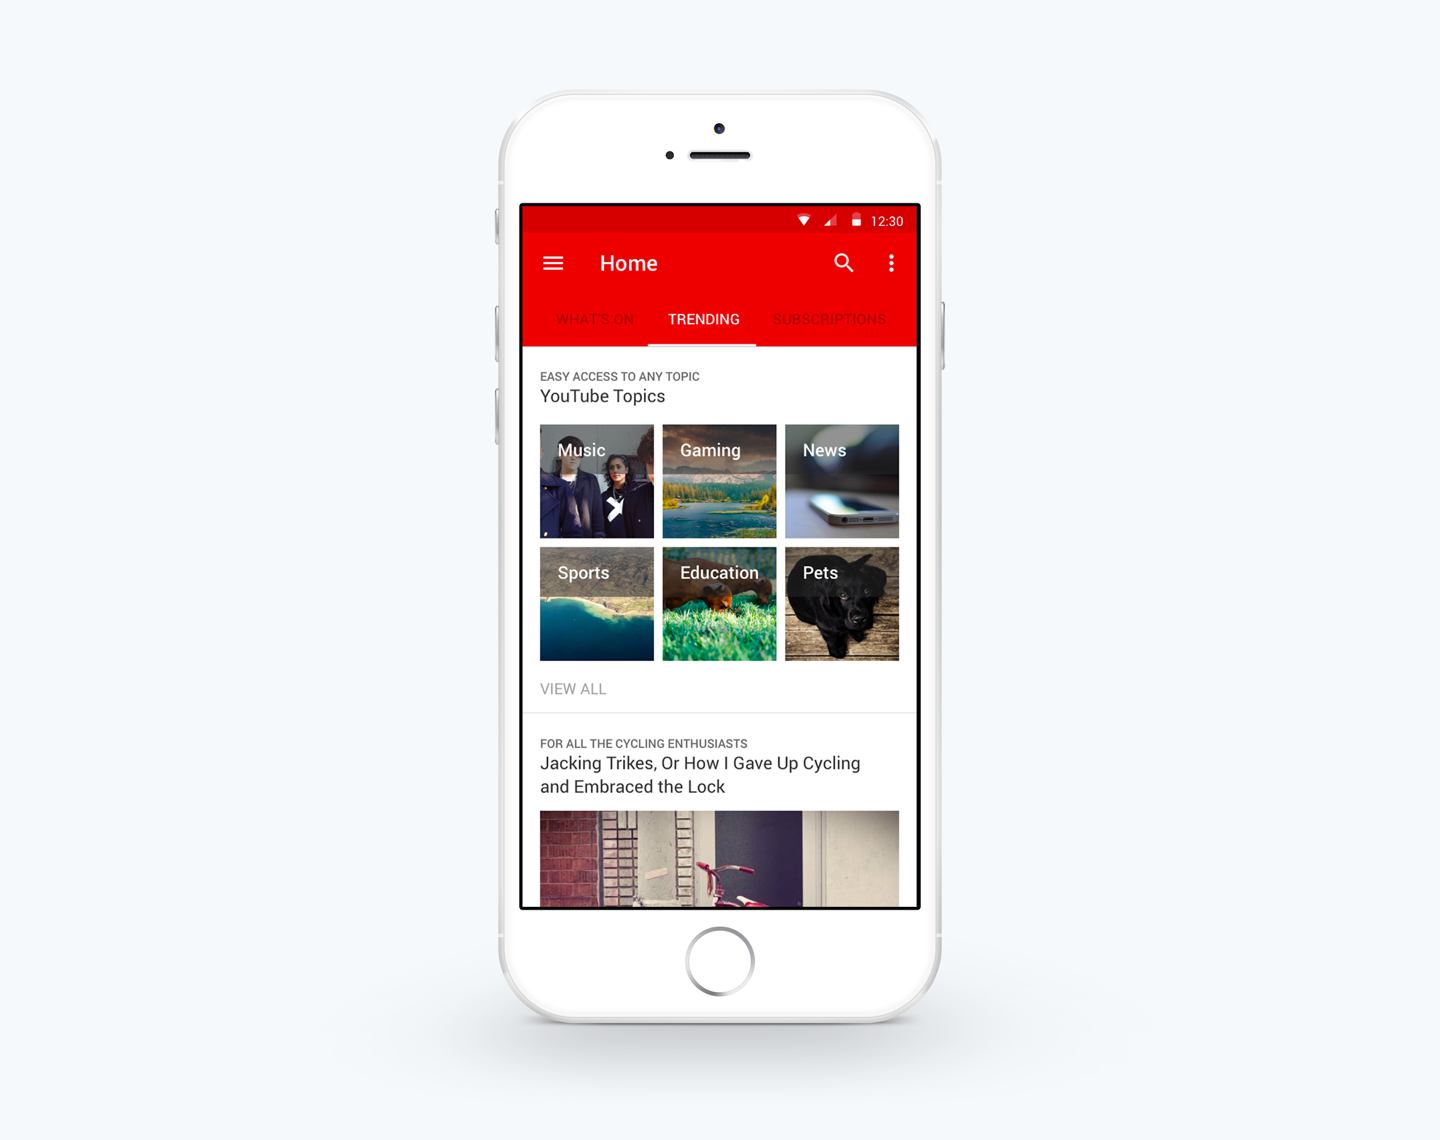 12:30
Home
WHAT'S ON TRENDING SUBSCRIPTIONS
EASY ACCESS TO ANY TOPIC
YouTube Topics
Music Gaming News
Sports Education Pets
VIEW ALL
FOR ALL THE CYCLING ENTHUSIASTS
Jacking Trikes, Or How I Gave Up Cycling
and Embraced the Lock